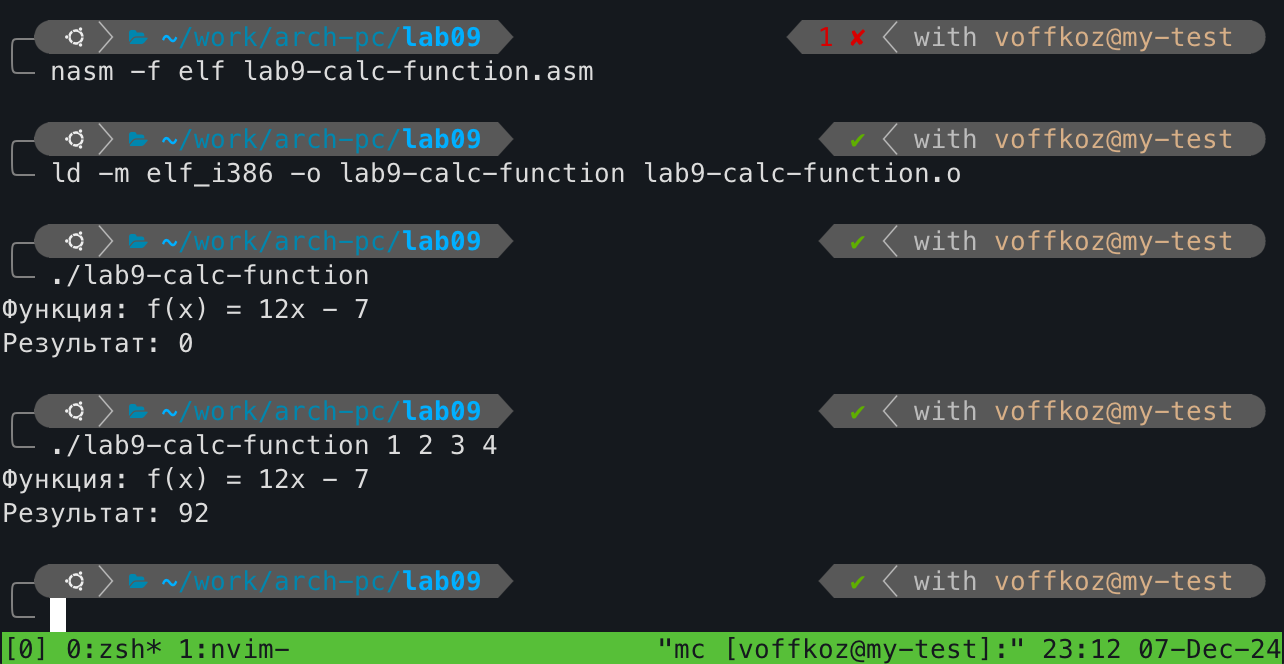 ~/work/arch-pc/lab09 1 ✘ with voffkoz@my-test
nasm -f elf lab9-calc-function.asm
~/work/arch-pc/lab09 ✔ with voffkoz@my-test
ld -m elf_i386 -o lab9-calc-function lab9-calc-function.o
~/work/arch-pc/lab09 ✔ with voffkoz@my-test
./lab9-calc-function
Функция: f(x) = 12x - 7
Результат: 0
~/work/arch-pc/lab09 ✔ with voffkoz@my-test
./lab9-calc-function 1 2 3 4
Функция: f(x) = 12x - 7
Результат: 92
~/work/arch-pc/lab09 ✔ with voffkoz@my-test
[0] 0:zsh* 1:nvim- "mc [voffkoz@my-test]:" 23:12 07-Dec-24